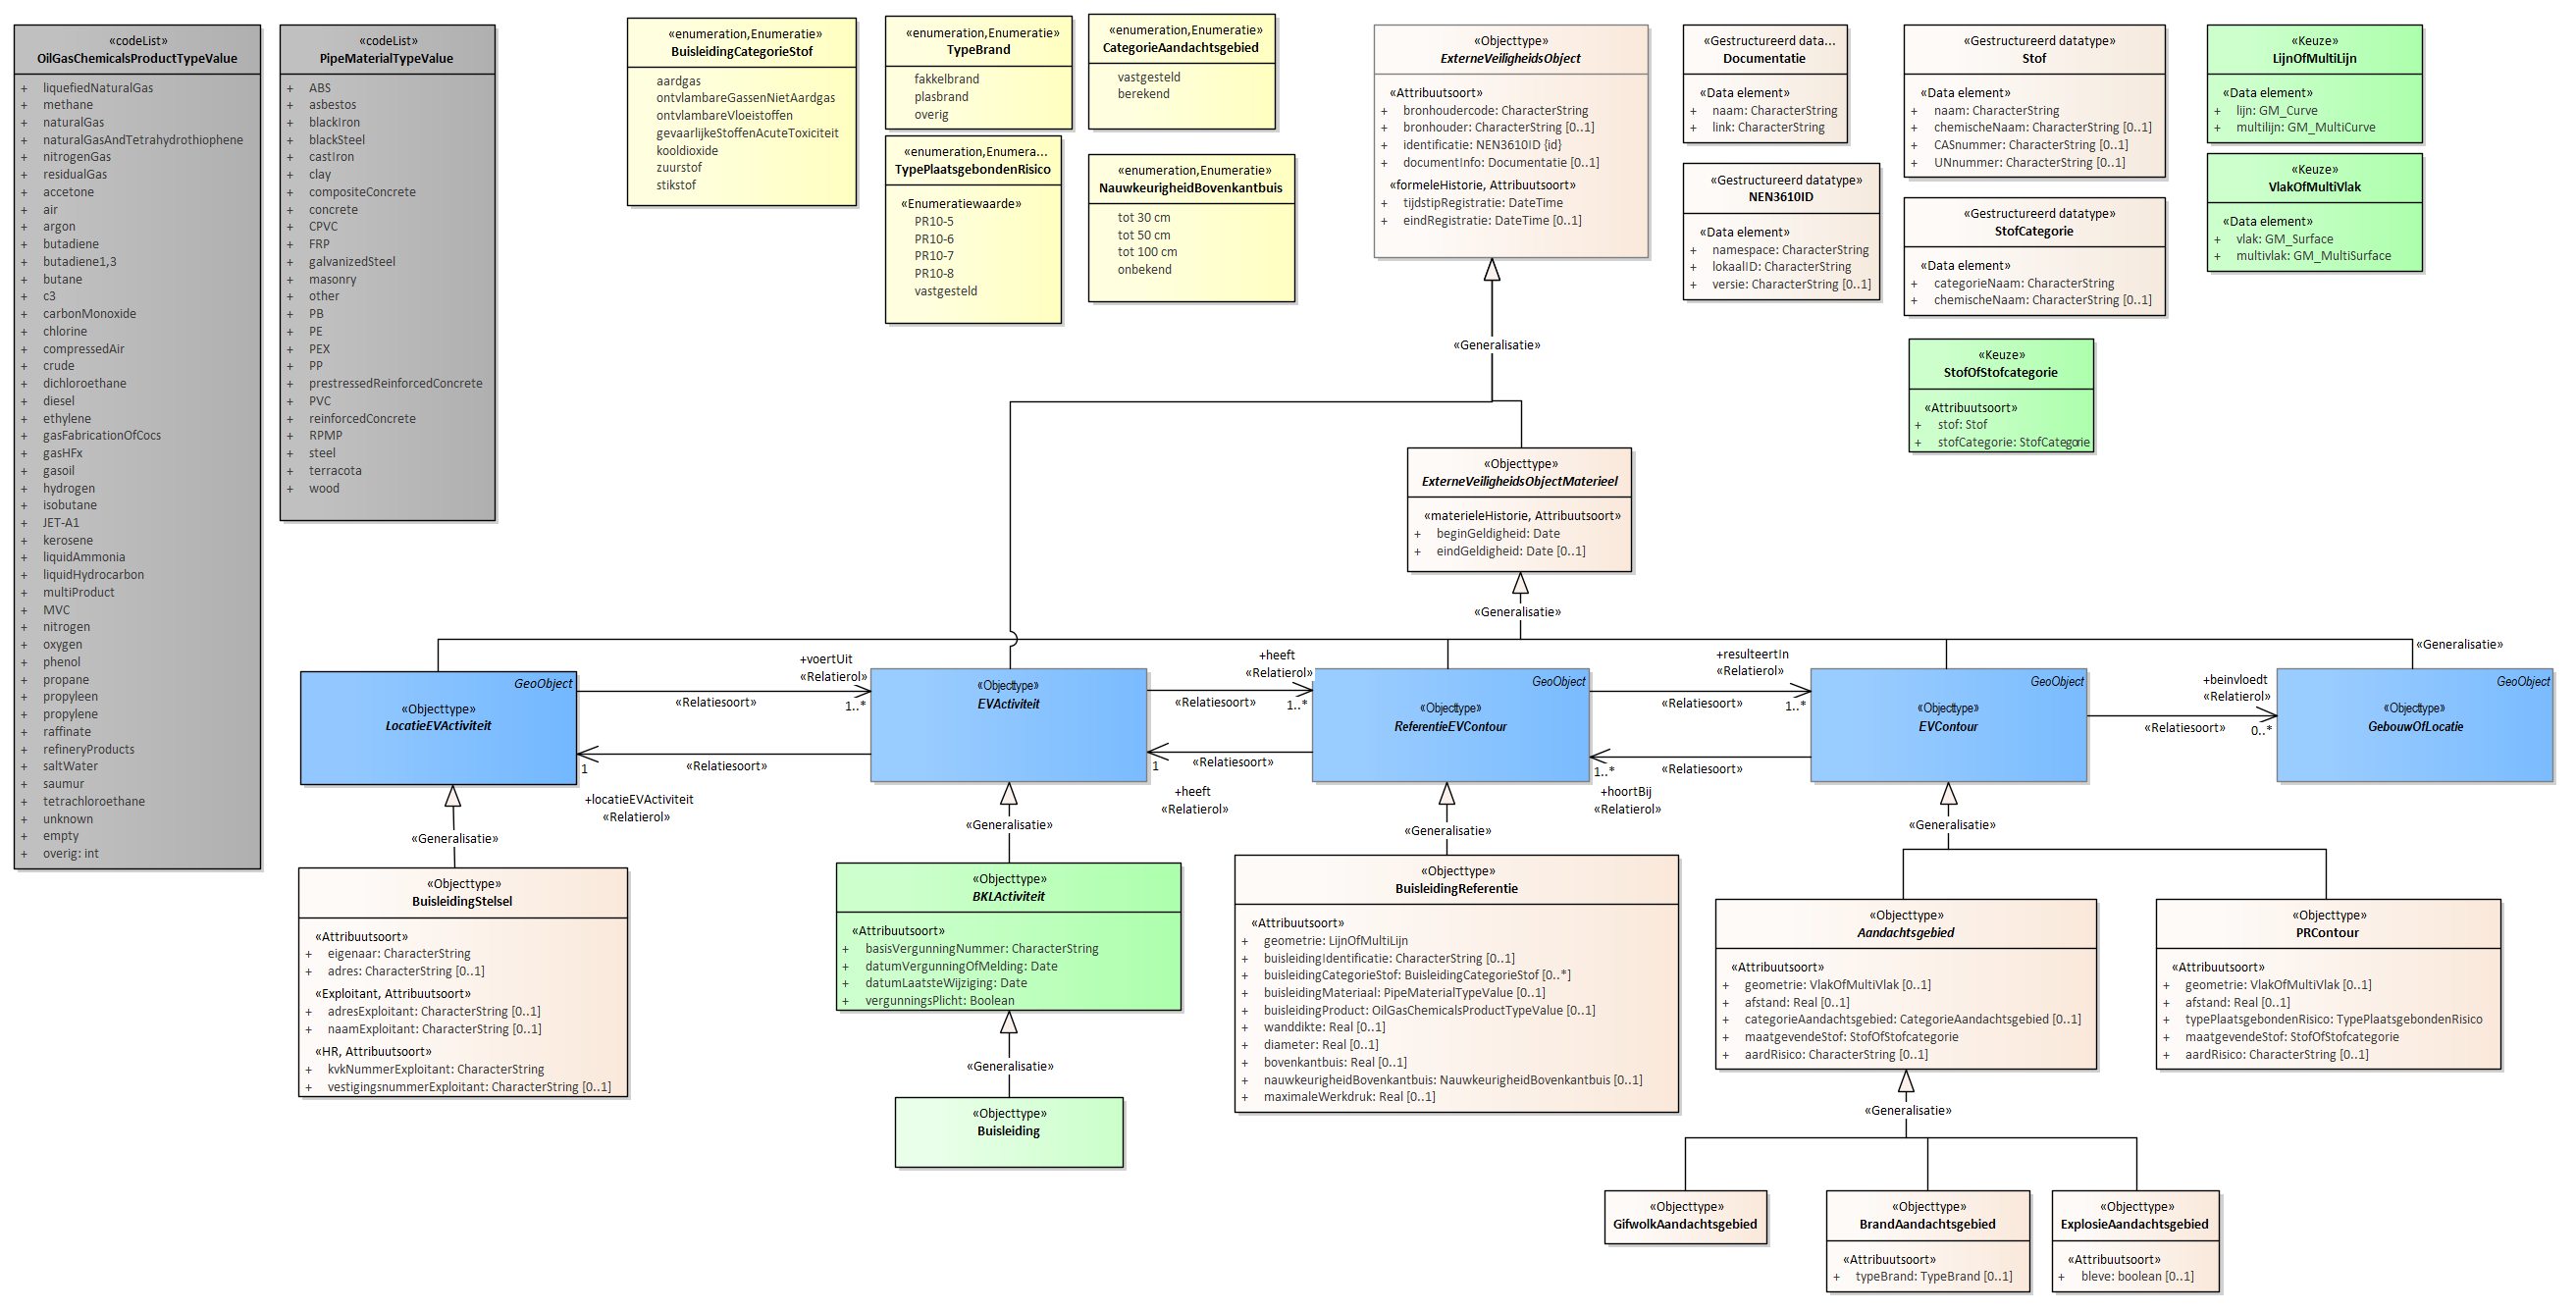 «codeList»
OilGasChemicalsProductTypeValue
+ liquefiedNaturalGas
+ methane
+ naturalGas
+ naturalGasAndTetrahydrothiophene
+ nitrogenGas
+ residualGas
+ accetone
+ air
+ argon
+ butadiene
+ butadiene1,3
+ butane
+ c3
+ carbonMonoxide
+ chlorine
+ compressedAir
+ crude
+ dichloroethane
+ diesel
+ ethylene
+ gasFabricationOfCocs
+ gasHFx
+ gasoil
+ hydrogen
+ isobutane
+ JET-A1
+ kerosene
+ liquidAmmonia
+ liquidHydrocarbon
+ multiProduct
+ MVC
+ nitrogen
+ oxygen
+ phenol
+ propane
+ propyleen
+ propylene
+ raffinate
+ refineryProducts
+ saltWater
+ saumur
+ tetrachloroethane
+ unknown
+ empty
+ overig: int
«codeList»
PipeMaterialTypeValue
+ ABS
+ asbestos
+ blackIron
+ blackSteel
+ castIron
+ clay
+ compositeConcrete
+ concrete
+ CPVC
+ FRP
+ galvanizedSteel
+ masonry
+ other
+ PB
+ PE
+ PEX
+ PP
+ prestressedReinforcedConcrete
+ PVC
+ reinforcedConcrete
+ RPMP
+ steel
+ terracota
+ wood
«enumeration,Enumeratie»
BuisleidingCategorieStof
aardgas
ontvlambareGassenNietAardgas
ontvlambareVloeistoffen
gevaarlijkeStoffenAcuteToxiciteit
kooldioxide
zuurstof
stikstof
«enumeration,Enumeratie»
TypeBrand
fakkelbrand
plasbrand
overig
«enumeration,Enumera...
TypePlaatsgebondenRisico
«Enumeratiewaarde»
PR10-5
PR10-6
PR10-7
PR10-8
vastgesteld
«enumeration,Enumeratie»
CategorieAandachtsgebied
vastgesteld
berekend
«enumeration,Enumeratie»
NauwkeurigheidBovenkantbuis
tot 30 cm
tot 50 cm
tot 100 cm
onbekend
«Objecttype»
ExterneVeiligheidsObject
«Attribuutsoort»
+ bronhoudercode: CharacterString
+ bronhouder: CharacterString [0..1]
+ identificatie: NEN3610ID {id}
+ documentInfo: Documentatie [0..1]
«formeleHistorie, Attribuutsoort»
+ tijdstipRegistratie: DateTime
+ eindRegistratie: DateTime [0..1]
«Gestructureerd data...
Documentatie
«Data element»
+ naam: CharacterString
+ link: CharacterString
«Gestructureerd datatype»
NEN3610ID
«Data element»
+ namespace: CharacterString
+ lokaalID: CharacterString
+ versie: CharacterString [0..1]
«Gestructureerd datatype»
Stof
«Data element»
+ naam: CharacterString
+ chemischeNaam: CharacterString [0..1]
+ CASnummer: CharacterString [0..1]
+ UNnummer: CharacterString [0..1]
«Gestructureerd datatype»
StofCategorie
«Data element»
+ categorieNaam: CharacterString
+ chemischeNaam: CharacterString [0..1]
«Keuze»
StofOfStofcategorie
«Attribuutsoort»
+ stof: Stof
+ stofCategorie: StofCategorie
«Keuze»
LijnOfMultiLijn
«Data element»
+ lijn: GM_Curve
+ multilijn: GM_MultiCurve
«Keuze»
VlakOfMultiVlak
«Data element»
+ vlak: GM_Surface
+ multivlak: GM_MultiSurface
«Generalisatie»
«Objecttype»
ExterneVeiligheidsObjectMaterieel
«materieleHistorie, Attribuutsoort»
+ beginGeldigheid: Date
+ eindGeldigheid: Date [0..1]
«Generalisatie»
«Generalisatie»
GeoObject
«Objecttype»
LocatieEVActiviteit
+voertUit
«Relatierol»
«Relatiesoort»
1..*
«Relatiesoort»
1
+locatieEVActiviteit
«Relatierol»
«Objecttype»
EVActiviteit
+heeft
«Relatierol»
«Relatiesoort»
1..*
«Relatiesoort»
1
+heeft
«Relatierol»
GeoObject
«Objecttype»
ReferentieEVContour
+resulteertIn
«Relatierol»
«Relatiesoort»
1..*
«Relatiesoort»
1..*
+hoortBij
«Relatierol»
GeoObject
«Objecttype»
EVContour
+beinvloedt
«Relatierol»
«Relatiesoort»
0..*
GeoObject
«Objecttype»
GebouwOfLocatie
«Generalisatie»
«Objecttype»
BuisleidingStelsel
«Attribuutsoort»
+ eigenaar: CharacterString
+ adres: CharacterString [0..1]
«Exploitant, Attribuutsoort»
+ adresExploitant: CharacterString [0..1]
+ naamExploitant: CharacterString [0..1]
«HR, Attribuutsoort»
+ kvkNummerExploitant: CharacterString
+ vestigingsnummerExploitant: CharacterString [0..1]
«Generalisatie»
«Objecttype»
BKLActiviteit
«Attribuutsoort»
+ basisVergunningNummer: CharacterString
+ datumVergunningOfMelding: Date
+ datumLaatsteWijziging: Date
+ vergunningsPlicht: Boolean
«Generalisatie»
«Objecttype»
Buisleiding
«Generalisatie»
«Objecttype»
BuisleidingReferentie
«Attribuutsoort»
+ geometrie: LijnOfMultiLijn
+ buisleidingIdentificatie: CharacterString [0..1]
+ buisleidingCategorieStof: BuisleidingCategorieStof [0..*]
+ buisleidingMateriaal: PipeMaterialTypeValue [0..1]
+ buisleidingProduct: OilGasChemicalsProductTypeValue [0..1]
+ wanddikte: Real [0..1]
+ diameter: Real [0..1]
+ bovenkantbuis: Real [0..1]
+ nauwkeurigheidBovenkantbuis: NauwkeurigheidBovenkantbuis [0..1]
+ maximaleWerkdruk: Real [0..1]
«Generalisatie»
«Objecttype»
Aandachtsgebied
«Attribuutsoort»
+ geometrie: VlakOfMultiVlak [0..1]
+ afstand: Real [0..1]
+ categorieAandachtsgebied: CategorieAandachtsgebied [0..1]
+ maatgevendeStof: StofOfStofcategorie
+ aardRisico: CharacterString [0..1]
«Objecttype»
PRContour
«Attribuutsoort»
+ geometrie: VlakOfMultiVlak [0..1]
+ afstand: Real [0..1]
+ typePlaatsgebondenRisico: TypePlaatsgebondenRisico
+ maatgevendeStof: StofOfStofcategorie
+ aardRisico: CharacterString [0..1]
«Generalisatie»
«Objecttype»
GifwolkAandachtsgebied
«Objecttype»
BrandAandachtsgebied
«Attribuutsoort»
+ typeBrand: TypeBrand [0..1]
«Objecttype»
ExplosieAandachtsgebied
«Attribuutsoort»
+ bleve: boolean [0..1]